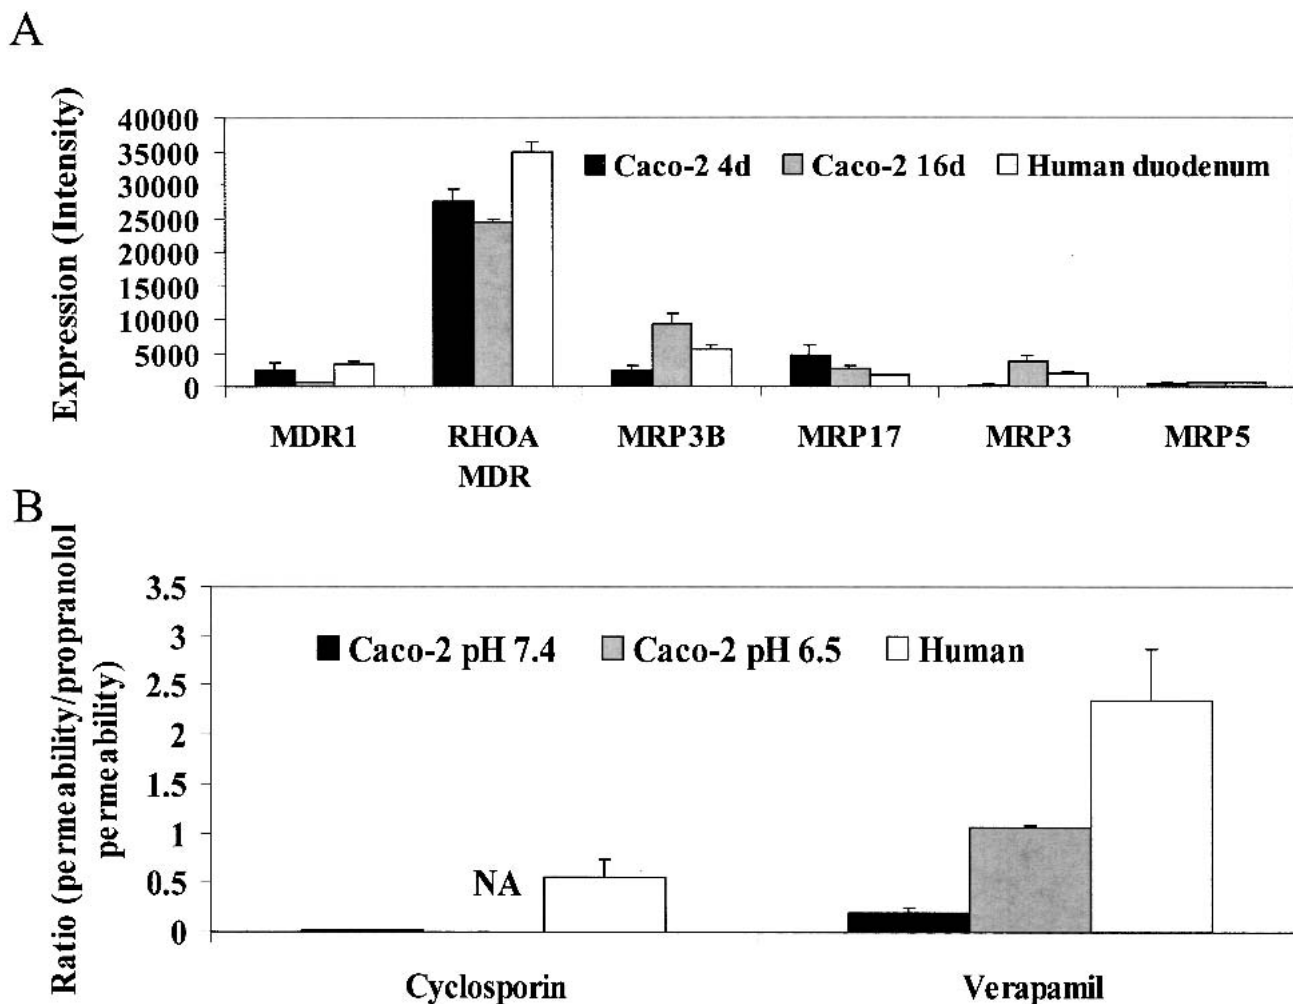 A
Expression (Intensity)
40000
35000
30000
25000
20000
15000
10000
5000
0
Caco-2 4d Caco-2 16d Human duodenum
MDR1 RHOA MRP3B MRP17 MRP3 MRP5
MDR
B
Ratio (permeability/propranolol
permeability)
3.5
3
2.5
2
1.5
1
0.5
0
Caco-2 pH 7.4 Caco-2 pH 6.5 Human
NA
Cyclosporin Verapamil